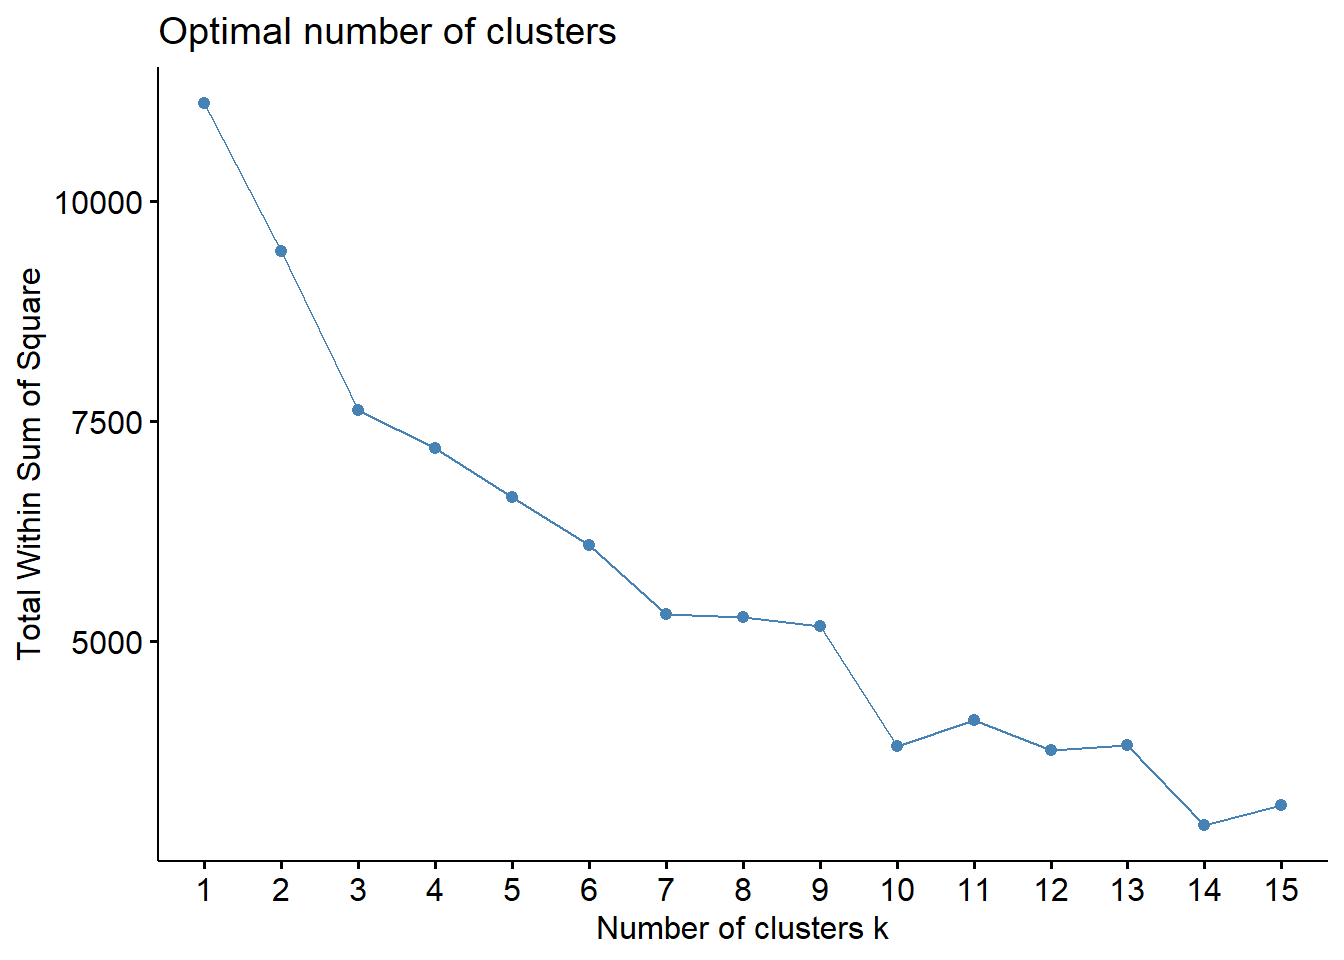 Optimal number of clusters
Total Within Sum of Square
10000
7500
5000
1 2 3 4 5 6 7 8 9 10 11 12 13 14 15
Number of clusters k